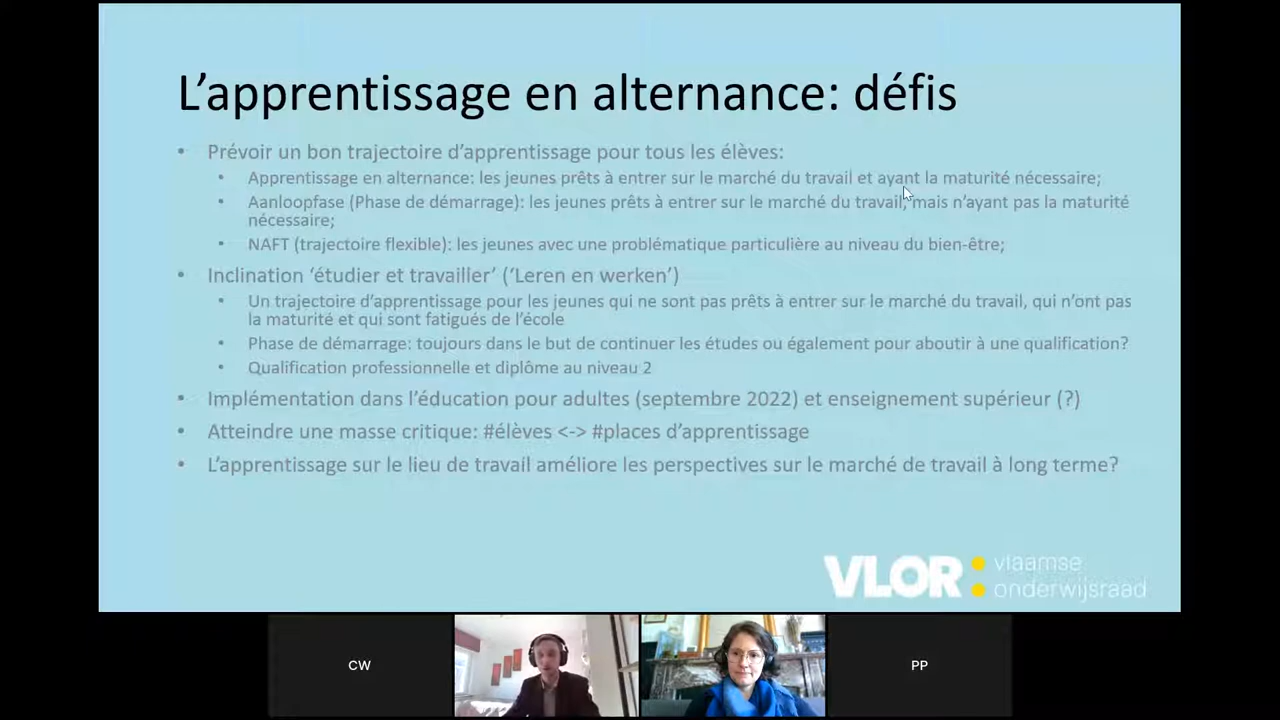 L'apprentissage en alternance: défis
• Prévoir un bon trajectoire d'apprentissage pour tous les élèves:
• Apprentissage en alternance: les jeunes prêts à entrer sur le marché du travail et ayant la maturité nécessaire;
• Aanloopfase (Phase de démarrage): les jeunes prêts à entrer sur le marché du travail, mais n'ayant pas la maturité
nécessaire;
• NAFT (trajectoire flexible): les jeunes avec une problématique particulière au niveau du bien-être;
• Inclination 'étudier et travailler' ('Leren en werken')
• Un trajectoire d'apprentissage pour les jeunes qui ne sont pas prêts à entrer sur le marché du travail, qui n'ont pas
la maturité et qui sont fatigués de l'école
• Phase de démarrage: toujours dans le but de continuer les études ou également pour aboutir à une qualification?
• Qualification professionnelle et diplôme au niveau 2
• Implémentation dans l'éducation pour adultes (septembre 2022) et enseignement supérieur (?)
• Atteindre une masse critique: #élèves <-> #places d'apprentissage
• L'apprentissage sur le lieu de travail améliore les perspectives sur le marché de travail à long terme?
VLOR: vlaamse
onderwijsraad
CW
PP